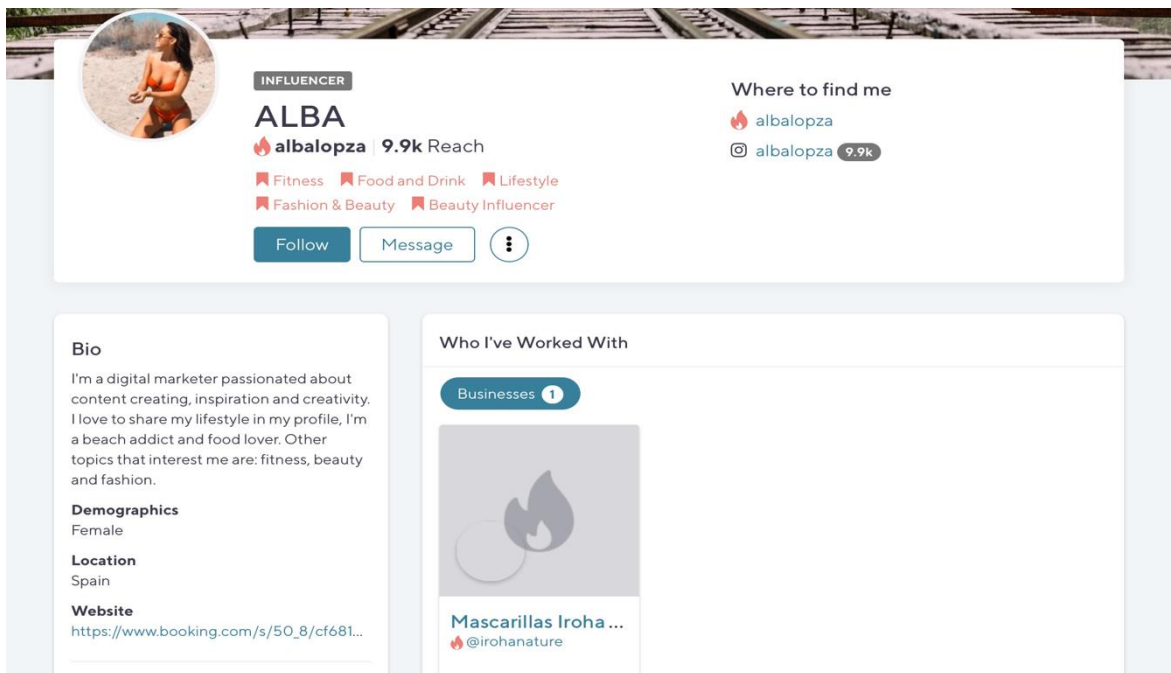 INFLUENCER
ALBA
albalopza | 9.9k Reach
Fitness Food and Drink Lifestyle
Fashion & Beauty Beauty Influencer
Follow Message
Where to find me
albalopza
albalopza 9.9k
Bio
I'm a digital marketer passionated about
content creating, inspiration and creativity.
I love to share my lifestyle in my profile, I'm
a beach addict and food lover. Other
topics that interest me are: fitness, beauty
and fashion.
Demographics
Female
Location
Spain
Website
https://www.booking.com/s/50_8/cf681...
Who I've Worked With
Businesses 1
Mascarillas Iroha ...
@irohanature